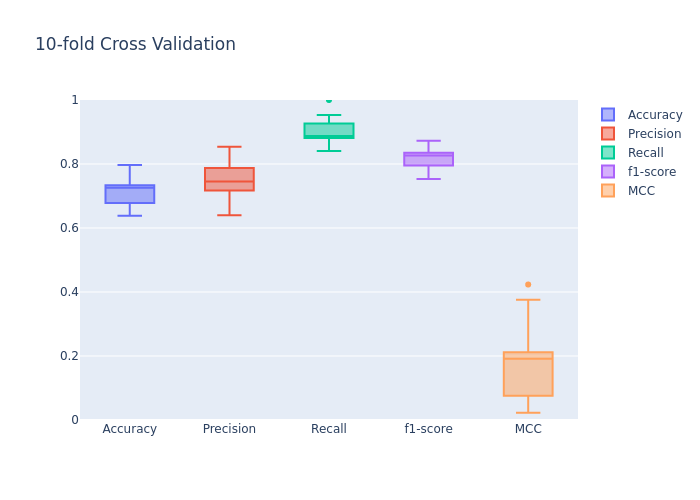 10-fold Cross Validation
1
0.8
0.6
0.4
0.2
0
Accuracy
Precision
Recall
f1-score
MCC
Accuracy
Precision
Recall
f1-score
MCC